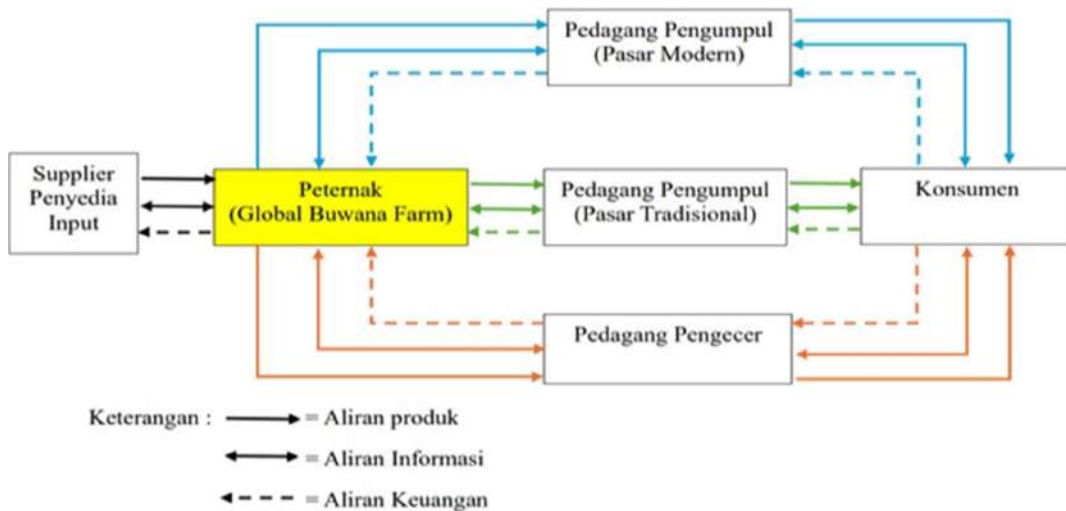 Pedagang Pengumpul
(Pasar Modern)
Supplier
Penyedia
Input
Peternak
(Global Buwana Farm)
Pedagang Pengumpul
(Pasar Tradisional)
Konsumen
Pedagang Pengecer
Keterangan :
= Aliran produk
= Aliran Informasi
= Aliran Keuangan